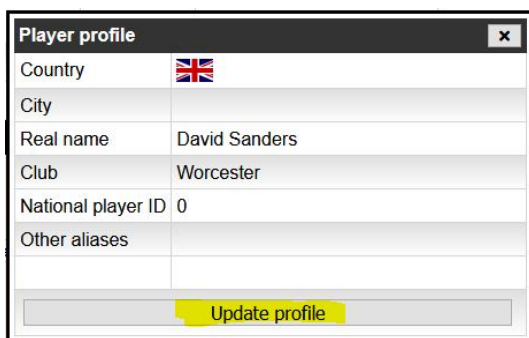 Player profile x
Country
City
Real name David Sanders
Club Worcester
National player ID 0
Other aliases
Update profile